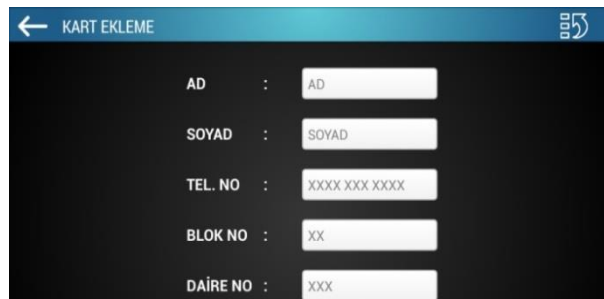 KART EKLEME
AD : AD
SOYAD : SOYAD
TEL. NO : XXXX XXX XXXX
BLOK NO : XX
DAİRE NO : XXX